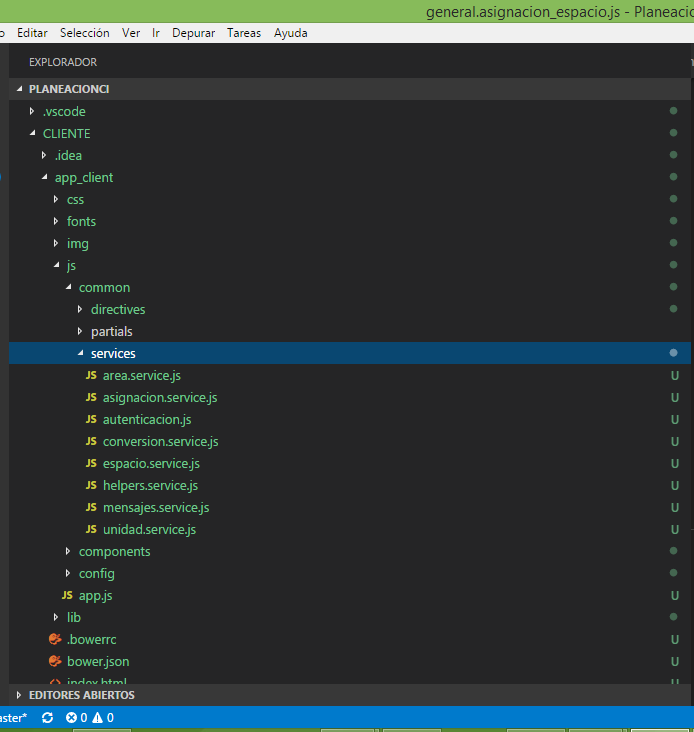 general.asignacion_espacio.js - Planeacio
Editar Selección Ver Ir Depurar Tareas Ayuda
EXPLORADOR
PLANEACIONCI
.vscode
CLIENTE
.idea
app_client
css
fonts
img
js
common
directives
partials
services
JS area.service.js U
JS asignacion.service.js U
JS autenticacion.js U
JS conversion.service.js U
JS espacio.service.js U
JS helpers.service.js U
JS mensajes.service.js U
JS unidad.service.js U
components
config
JS app.js U
lib
.bowerrc U
bower.json U
index.html U
EDITORES ABIERTOS
aster* 0 0